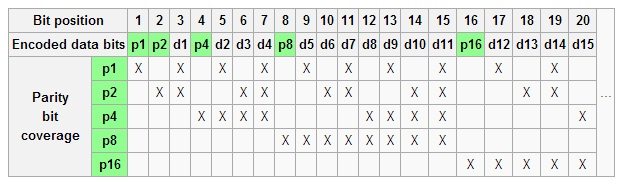 Bit position 1 2 3 4 5 6 7 8 9 10 11 12 13 14 15 16 17 18 19 20
Encoded data bits p1 p2 d1 p4 d2 d3 d4 p8 d5 d6 d7 d8 d9 d10 d11 p16 d12 d13 d14 d15
Parity bit coverage
p1 X X X X X X X X X X
p2 X X X X X X X X X
p4 X X X X X X X X X
p8 X X X X X X X X
p16 X X X X X
...